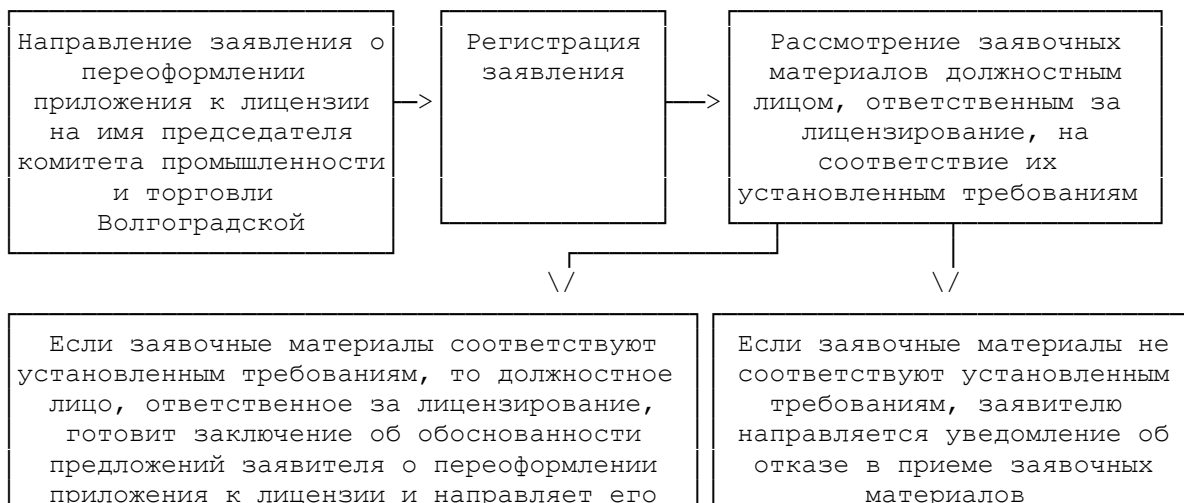 Направление заявления о
переоформлении
приложения к лицензии
на имя председателя
комитета промышленности
и торговли
Волгоградской
Регистрация
заявления
Рассмотрение заявочных
материалов должностным
лицом, ответственным за
лицензирование, на
соответствие их
установленным требованиям
Если заявочные материалы соответствуют
установленным требованиям, то должностное
лицо, ответственное за лицензирование,
готовит заключение об обоснованности
предложений заявителя о переоформлении
приложения к лицензии и направляет его
Если заявочные материалы не
соответствуют установленным
требованиям, заявителю
направляется уведомление об
отказе в приеме заявочных
материалов